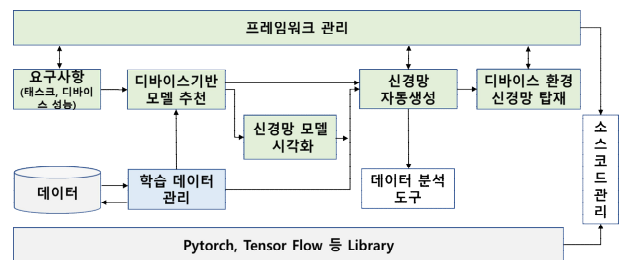 프레임워크 관리
요구사항
(태스크, 디바이
스 성능)
디바이스기반
모델 추천
신경망
자동생성
디바이스 환경
신경망 탑재
신경망 모델
시각화
소
스
코
드
관
리
데이터
학습 데이터
관리
데이터 분석
도구
Pytorch, Tensor Flow 등 Library